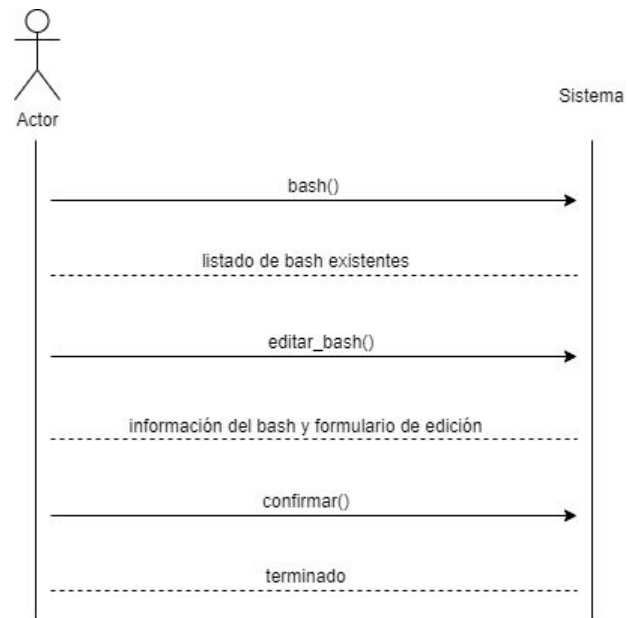 Actor
Sistema
bash()
listado de bash existentes
editar_bash()
información del bash y formulario de edición
confirmar()
terminado